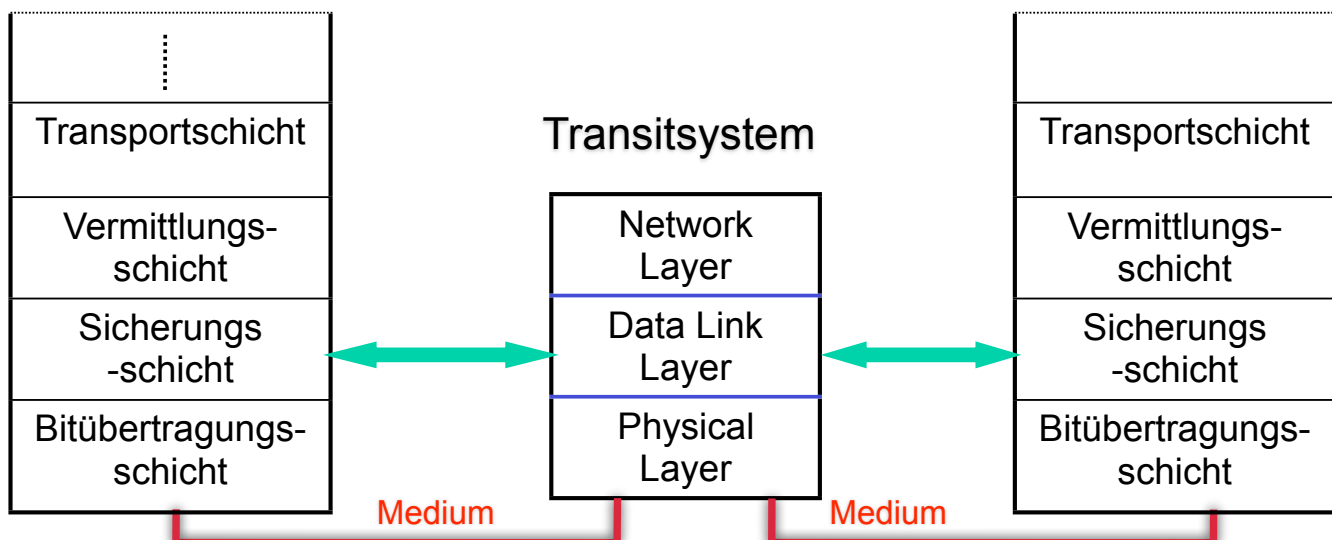 Transportschicht
Vermittlungs-
schicht
Sicherungs
-schicht
Bitübertragungs-
schicht
Transitsystem
Network
Layer
Data Link
Layer
Physical
Layer
Medium
Medium
Transportschicht
Vermittlungs-
schicht
Sicherungs
-schicht
Bitübertragungs-
schicht